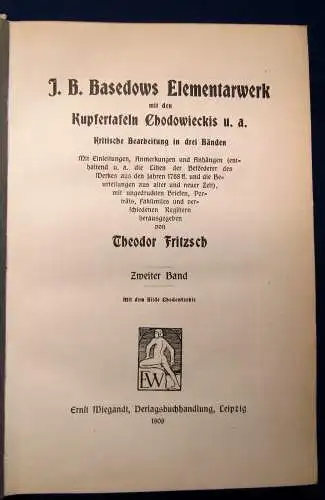 J. B. Basedows Elementarwerk
mit den
Kupfertafeln Chodowieckis u. a.
Kritische Bearbeitung in drei Bänden
Mit Einleitungen, Anmerkungen und Anhängen (ent-
haltend u. a. die Listen der Beförderer des
Werkes aus den Jahren 1768 ff. und die Be-
urteilungen aus alter und neuer Zeit),
mit ungedruckten Briefen, Por-
träts, Faksimiles und ver-
schiedenen Registern
herausgegeben
von
Theodor Fritzsch
Zweiter Band
Mit dem Bilde Chodowieckis
EW
Ernst Wiegandt, Verlagsbuchhandlung, Leipzig
1909